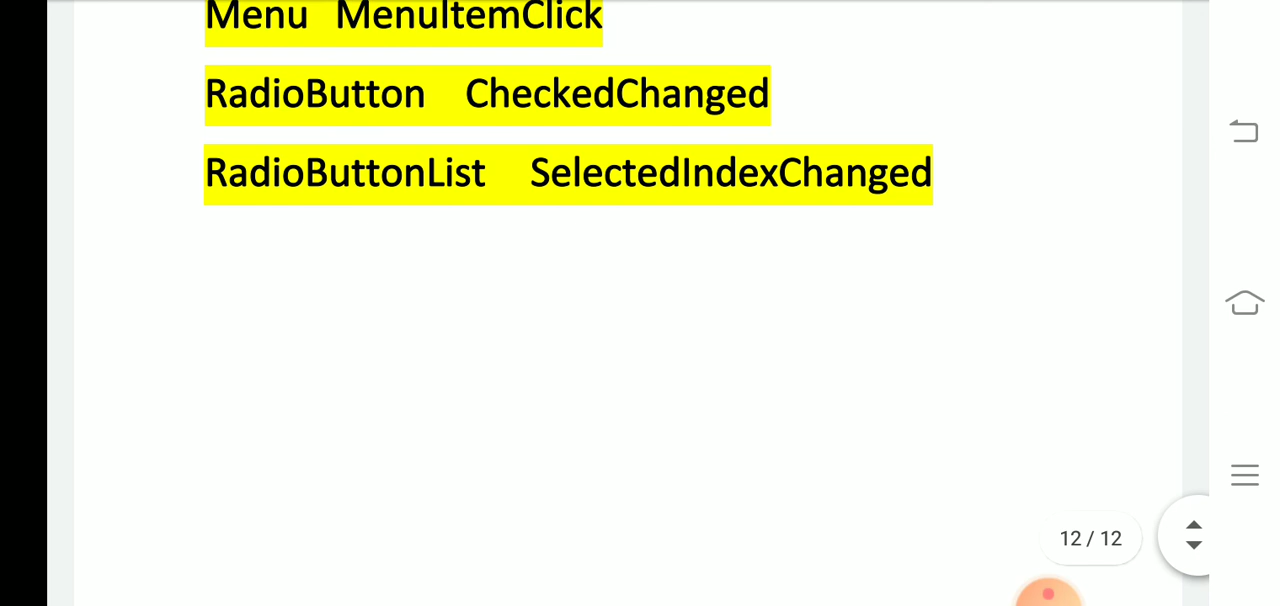 Menu MenuItemClick
RadioButton CheckedChanged
RadioButtonList SelectedIndexChanged
12 / 12